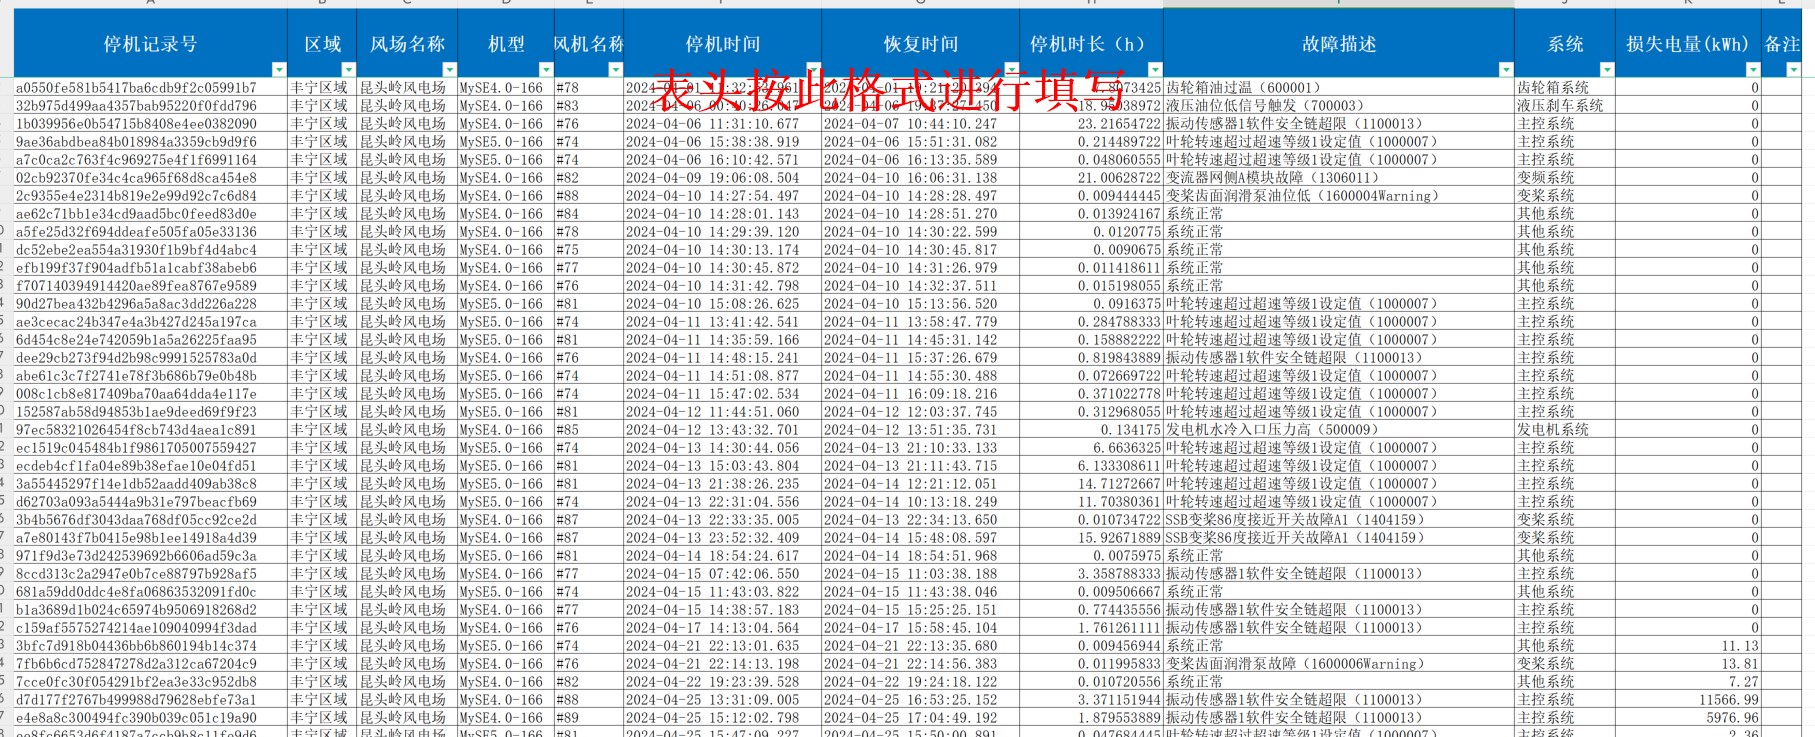 停机记录号 区域 风场名称 机型 风机名称 停机时间 恢复时间 停机时长（h） 故障描述 系统 损失电量(kWh) 备注
表头按此格式进行填写
a0550fe581b5417ba6cdb9f2c05991b7 丰宁区域 昆头岭风电场 MySE4.0-166 #78 齿轮箱油过温（600001） 齿轮箱系统 0
32b975d499aa4357bab95220f0fdd796 丰宁区域 昆头岭风电场 MySE4.0-166 #83 液压油位低信号触发（700003） 液压刹车系统 0
1b039956e0b54715b8408e4ee0382090 丰宁区域 昆头岭风电场 MySE4.0-166 #76 2024-04-06 11:31:10.677 2024-04-07 10:44:10.247 23.21654722 振动传感器1软件安全链超限（1100013） 主控系统 0
9ae36abdbea84b018984a3359cb9d9f6 丰宁区域 昆头岭风电场 MySE5.0-166 #74 2024-04-06 15:38:38.919 2024-04-06 15:51:31.082 0.214489722 叶轮转速超过超速等级1设定值（1000007） 主控系统 0
a7c0ca2c763f4c969275e4f1f6991164 丰宁区域 昆头岭风电场 MySE5.0-166 #74 2024-04-06 16:10:42.571 2024-04-06 16:13:35.589 0.048060555 叶轮转速超过超速等级1设定值（1000007） 主控系统 0
02cb92370fe34c4ca965f68d8ca454e8 丰宁区域 昆头岭风电场 MySE4.0-166 #82 2024-04-09 19:06:08.504 2024-04-10 16:06:31.138 21.00628722 变流器网侧A模块故障（1306011） 变频系统 0
2c9355e4e2314b819e2e99d92c7c6d84 丰宁区域 昆头岭风电场 MySE4.0-166 #88 2024-04-10 14:27:54.497 2024-04-10 14:28:28.497 0.009444445 变桨齿面润滑泵油位低（1600004Warning） 变桨系统 0
ae62c71bb1e34cd9aad5bc0feed83d0e 丰宁区域 昆头岭风电场 MySE4.0-166 #84 2024-04-10 14:28:01.143 2024-04-10 14:28:51.270 0.013924167 系统正常 其他系统 0
a5fe25d32f694ddeafe505fa05e33136 丰宁区域 昆头岭风电场 MySE4.0-166 #78 2024-04-10 14:29:39.120 2024-04-10 14:30:22.599 0.0120775 系统正常 其他系统 0
dc52ebe2ea554a31930f1b9bf4d4abc4 丰宁区域 昆头岭风电场 MySE4.0-166 #75 2024-04-10 14:30:13.174 2024-04-10 14:30:45.817 0.0090675 系统正常 其他系统 0
efb199f37f904adfb51a1cabf38abeb6 丰宁区域 昆头岭风电场 MySE4.0-166 #77 2024-04-10 14:30:45.872 2024-04-10 14:31:26.979 0.011418611 系统正常 其他系统 0
f707140394914420ae89fea8767e9589 丰宁区域 昆头岭风电场 MySE4.0-166 #76 2024-04-10 14:31:42.798 2024-04-10 14:32:37.511 0.015198055 系统正常 其他系统 0
90d27bea432b4296a5a8ac3dd226a228 丰宁区域 昆头岭风电场 MySE5.0-166 #81 2024-04-10 15:08:26.625 2024-04-10 15:13:56.520 0.0916375 叶轮转速超过超速等级1设定值（1000007） 主控系统 0
ae3cecac24b347e4a3b427d245a197ca 丰宁区域 昆头岭风电场 MySE5.0-166 #74 2024-04-11 13:41:42.541 2024-04-11 13:58:47.779 0.284788333 叶轮转速超过超速等级1设定值（1000007） 主控系统 0
6d454c8e24e742059b1a5a26225faa95 丰宁区域 昆头岭风电场 MySE5.0-166 #81 2024-04-11 14:35:59.166 2024-04-11 14:45:31.142 0.158882222 叶轮转速超过超速等级1设定值（1000007） 主控系统 0
dee29cb273f94d2b98c9991525783a0d 丰宁区域 昆头岭风电场 MySE4.0-166 #76 2024-04-11 14:48:15.241 2024-04-11 15:37:26.679 0.819843889 振动传感器1软件安全链超限（1100013） 主控系统 0
abe61c3c7f2741e78f3b686b79e0b48b 丰宁区域 昆头岭风电场 MySE5.0-166 #74 2024-04-11 14:51:08.877 2024-04-11 14:55:30.488 0.072669722 叶轮转速超过超速等级1设定值（1000007） 主控系统 0
008c1cb8e817409ba70aa64dda4e117e 丰宁区域 昆头岭风电场 MySE5.0-166 #74 2024-04-11 15:47:02.534 2024-04-11 16:09:18.216 0.371022778 叶轮转速超过超速等级1设定值（1000007） 主控系统 0
152587ab58d94853b1ae9deed69f9f23 丰宁区域 昆头岭风电场 MySE5.0-166 #81 2024-04-12 11:44:51.060 2024-04-12 12:03:37.745 0.312968055 叶轮转速超过超速等级1设定值（1000007） 主控系统 0
97ec58321026454f8cb743d4aea1c891 丰宁区域 昆头岭风电场 MySE4.0-166 #85 2024-04-12 13:43:32.701 2024-04-12 13:51:35.731 0.134175 发电机水冷入口压力高（500009） 发电机系统 0
ec1519c045484b1f9861705007559427 丰宁区域 昆头岭风电场 MySE5.0-166 #74 2024-04-13 14:30:44.056 2024-04-13 21:10:33.133 6.6636325 叶轮转速超过超速等级1设定值（1000007） 主控系统 0
ecdeb4cf1fa04e89b38efae10e04fd51 丰宁区域 昆头岭风电场 MySE5.0-166 #81 2024-04-13 15:03:43.804 2024-04-13 21:11:43.715 6.133308611 叶轮转速超过超速等级1设定值（1000007） 主控系统 0
3a55445297f14e1db52aadd409ab38c8 丰宁区域 昆头岭风电场 MySE5.0-166 #81 2024-04-13 21:38:26.235 2024-04-14 12:21:12.051 14.71272667 叶轮转速超过超速等级1设定值（1000007） 主控系统 0
d62703a093a5444a9b31e797beacfb69 丰宁区域 昆头岭风电场 MySE5.0-166 #74 2024-04-13 22:31:04.556 2024-04-14 10:13:18.249 11.70380361 叶轮转速超过超速等级1设定值（1000007） 主控系统 0
3b4b5676df3043daa768df05cc92ce2d 丰宁区域 昆头岭风电场 MySE4.0-166 #87 2024-04-13 22:33:35.005 2024-04-13 22:34:13.650 0.010734722 SSB变桨86度接近开关故障A1（1404159） 变桨系统 0
a7e80143f7b0415e98b1ee14918a4d39 丰宁区域 昆头岭风电场 MySE4.0-166 #87 2024-04-13 23:52:32.409 2024-04-14 15:48:08.597 15.92671889 SSB变桨86度接近开关故障A1（1404159） 变桨系统 0
971f9d3e73d242539692b6606ad59c3a 丰宁区域 昆头岭风电场 MySE5.0-166 #81 2024-04-14 18:54:24.617 2024-04-14 18:54:51.968 0.0075975 系统正常 其他系统 0
8ccd313c2a2947e0b7ce88797b928af5 丰宁区域 昆头岭风电场 MySE4.0-166 #77 2024-04-15 07:42:06.550 2024-04-15 11:03:38.188 3.358788333 振动传感器1软件安全链超限（1100013） 主控系统 0
681a59dd0ddc4e8fa06863532091fd0c 丰宁区域 昆头岭风电场 MySE5.0-166 #74 2024-04-15 11:43:03.822 2024-04-15 11:43:38.046 0.009506667 系统正常 其他系统 0
b1a3689d1b024c65974b9506918268d2 丰宁区域 昆头岭风电场 MySE4.0-166 #77 2024-04-15 14:38:57.183 2024-04-15 15:25:25.151 0.774435556 振动传感器1软件安全链超限（1100013） 主控系统 0
c159af5575274214ae109040994f3dad 丰宁区域 昆头岭风电场 MySE4.0-166 #76 2024-04-17 14:13:04.564 2024-04-17 15:58:45.104 1.761261111 振动传感器1软件安全链超限（1100013） 主控系统 0
3bfc7d918b04436bb6b860194b14c374 丰宁区域 昆头岭风电场 MySE5.0-166 #74 2024-04-21 22:13:01.635 2024-04-21 22:13:35.680 0.009456944 系统正常 其他系统 11.13
7fb6b6cd752847278d2a312ca67204c9 丰宁区域 昆头岭风电场 MySE4.0-166 #76 2024-04-21 22:14:13.198 2024-04-21 22:14:56.383 0.011995833 变桨齿面润滑泵故障（1600006Warning） 变桨系统 13.81
7cce0fc30f054291bf2ea3e33c952db8 丰宁区域 昆头岭风电场 MySE4.0-166 #82 2024-04-22 19:23:39.528 2024-04-22 19:24:18.122 0.010720556 系统正常 其他系统 7.27
d7d177f2767b499988d79628ebfe73a1 丰宁区域 昆头岭风电场 MySE4.0-166 #88 2024-04-25 13:31:09.005 2024-04-25 16:53:25.152 3.371151944 振动传感器1软件安全链超限（1100013） 主控系统 11566.99
e4e8a8c300494fc390b039c051c19a90 丰宁区域 昆头岭风电场 MySE4.0-166 #89 2024-04-25 15:12:02.798 2024-04-25 17:04:49.192 1.879553889 振动传感器1软件安全链超限（1100013） 主控系统 5976.96